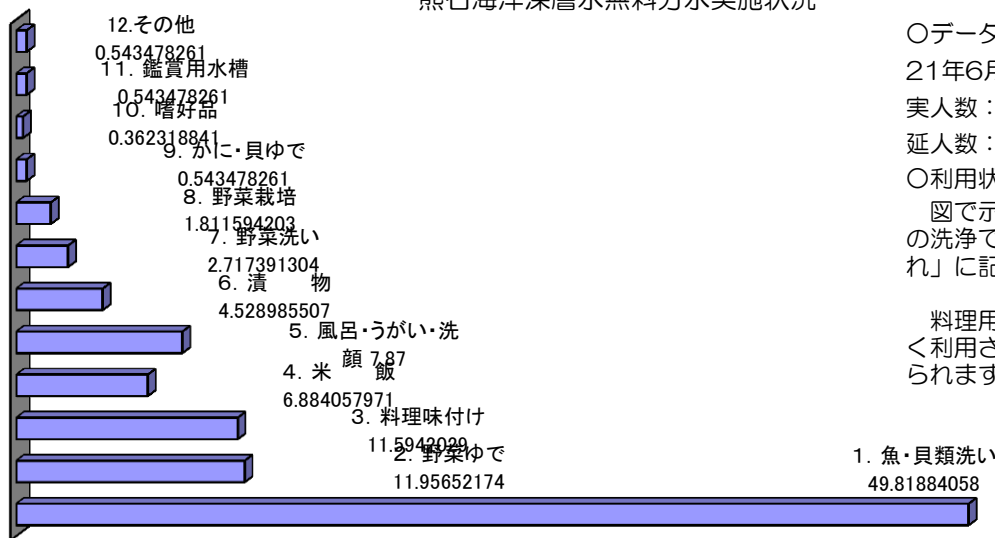 熊石海洋深層水無料分水実施状況
12.その他
0.543478261
11. 鑑賞用水槽
0.543478261
10. 嗜好品
0.362318841
9. かに・貝ゆで
0.543478261
8. 野菜栽培
1.811594203
7. 野菜洗い
2.717391304
6. 漬　　物
4.528985507
5. 風呂・うがい・洗
顔 7.87
4. 米　　飯
6.884057971
3. 料理味付け
11.5942029
2. 野菜ゆで
11.95652174
1. 魚・貝類洗い
49.81884058
〇データ
21年6月
実人数：
延人数：
〇利用状
図で示
の洗浄で
れ」に記
料理用
く利用さ
られます